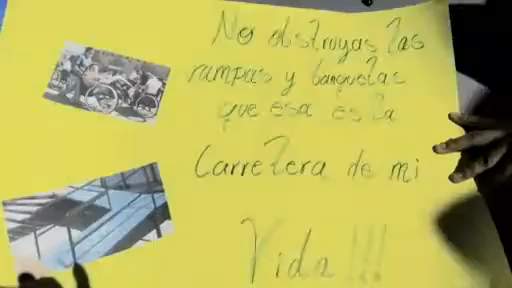 No obstruyas las
rampas y banquetas
que esa es la
Carretera de mi
Vida!!!